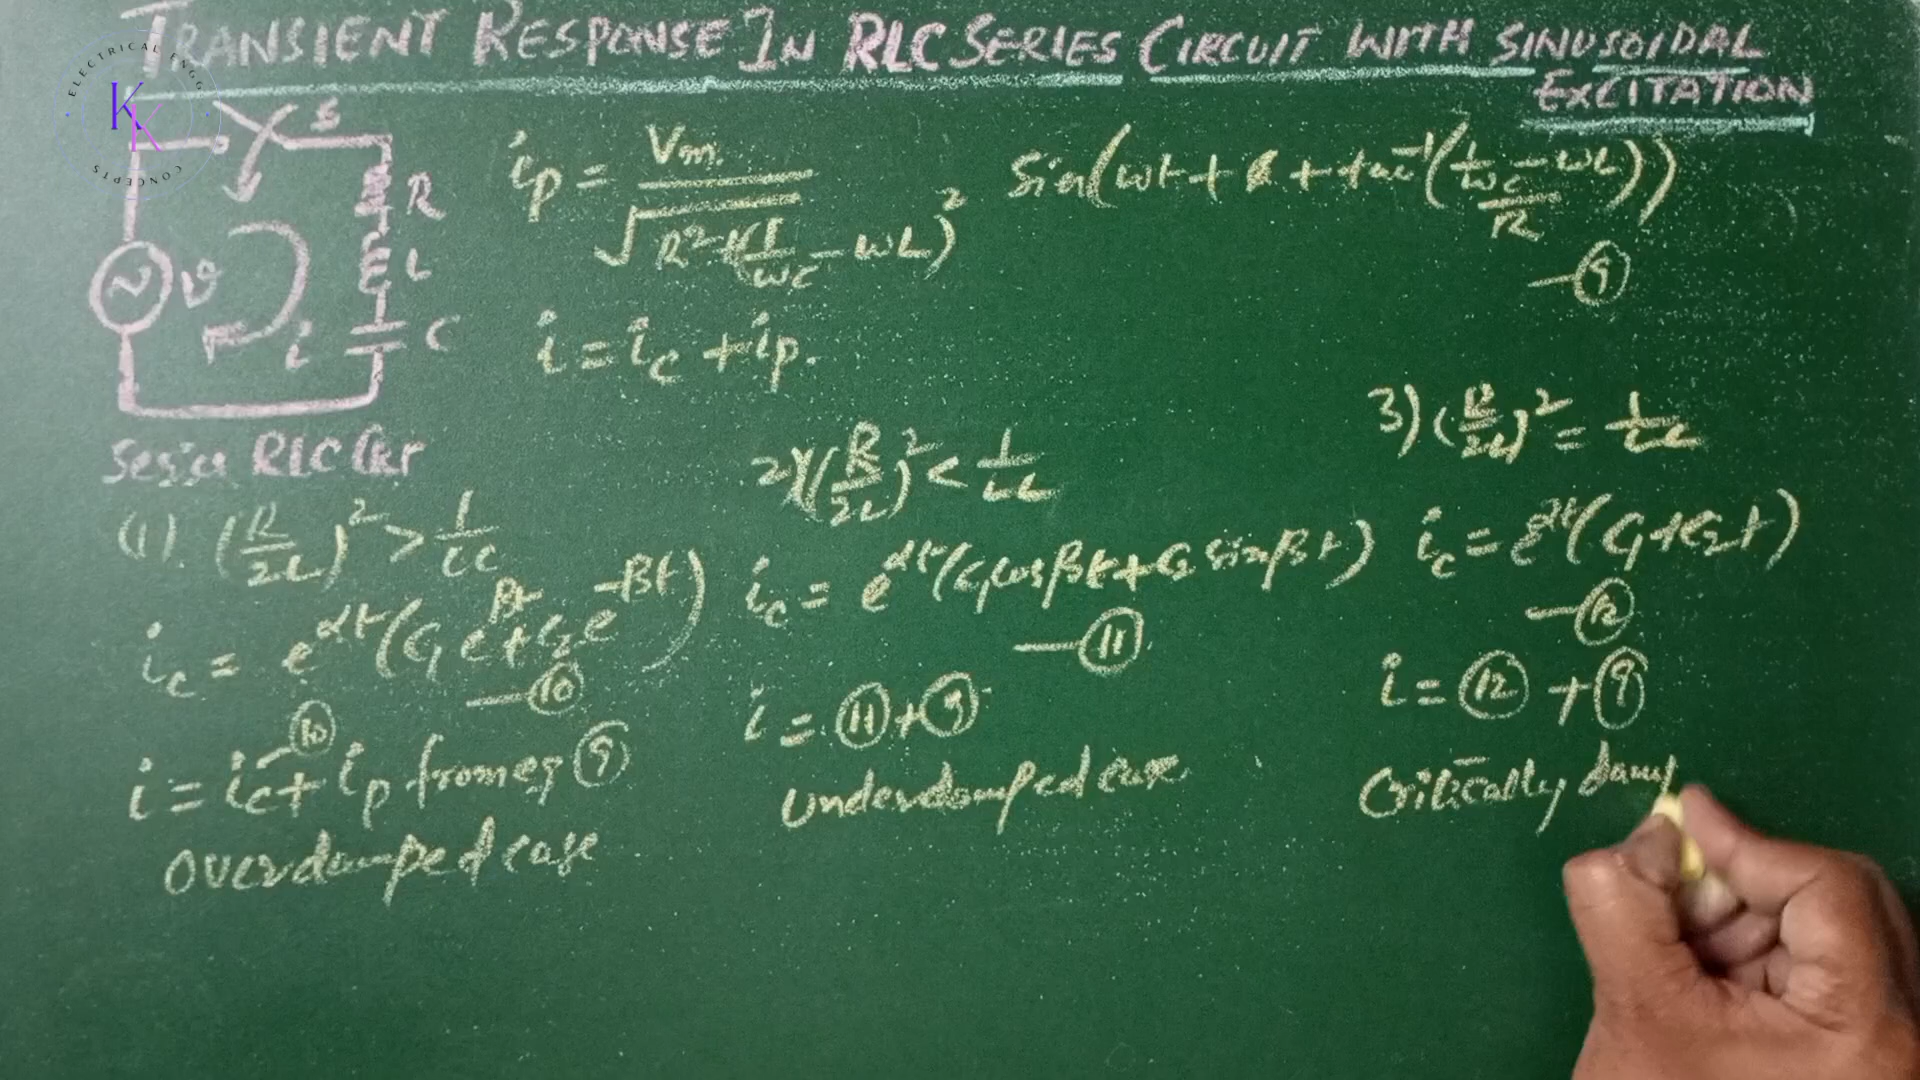 TRANSIENT RESPONSE IN RLC SERIES CIRCUIT WITH SINUSOIDAL
EXCITATION
ELECTRICAL ENGG
KK
CONCEPTS
S
R
L
C
v
i
Series RLC Ckt
ip = Vm / √(R² + (1/ωC - ωL)²) sin(ωt + ϕ + tan⁻¹((1/ωC - ωL)/R))
— ⑨
i = ic + ip.
(1). (R/2L)² > 1/LC
ic = e^αt (C₁ e^βt + C₂ e^-βt)
— ⑩
⑩
i = ic + ip from eq ⑨
Overdamped case
2) (R/2L)² < 1/LC
ic = e^αt (C₁ cos βt + C₂ sin βt)
— ⑪
i = ⑪ + ⑨
Underdamped case
3) (R/2L)² = 1/LC
ic = e^αt (C₁ + C₂t)
— ⑫
i = ⑫ + ⑨
Critically damp